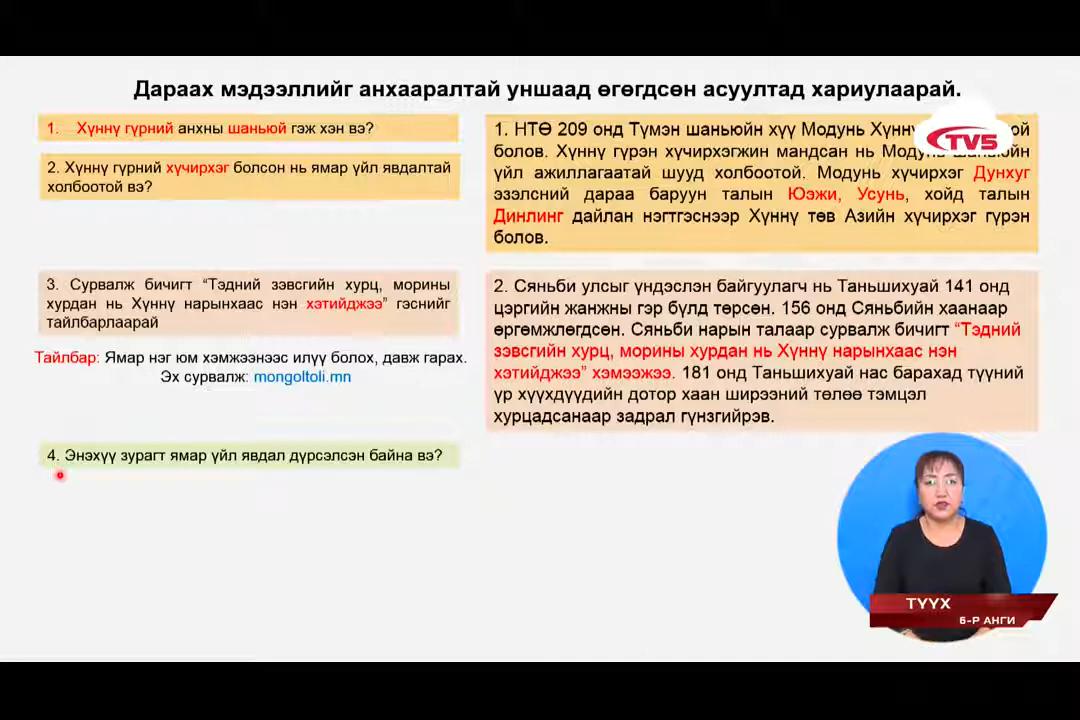 Дараах мэдээллийг анхааралтай уншаад өгөгдсөн асуултад хариулаарай.
1. Хүннү гүрний анхны шаньюй гэж хэн вэ?
2. Хүннү гүрний хүчирхэг болсон нь ямар үйл явдалтай
холбоотой вэ?
3. Сурвалж бичигт “Тэдний зэвсгийн хурц, морины
хурдан нь Хүннү нарынхаас нэн хэтийджээ” гэснийг
тайлбарлаарай
Тайлбар: Ямар нэг юм хэмжээнээс илүү болох, давж гарах.
Эх сурвалж: mongoltoli.mn
4. Энэхүү зурагт ямар үйл явдал дүрсэлсэн байна вэ?
1. НТӨ 209 онд Түмэн шаньюйн хүү Модунь Хүннү
болов. Хүннү гүрэн хүчирхэгжин мандсан нь Модунь шаньюйн
үйл ажиллагаатай шууд холбоотой. Модунь хүчирхэг Дунхуг
эзэлсний дараа баруун талын Юэжи, Усунь, хойд талын
Динлинг дайлан нэгтгэснээр Хүннү төв Азийн хүчирхэг гүрэн
болов.
2. Сяньби улсыг үндэслэн байгуулагч нь Таньшихуай 141 онд
цэргийн жанжны гэр бүлд төрсөн. 156 онд Сяньбийн хаанаар
өргөмжлөгдсөн. Сяньби нарын талаар сурвалж бичигт “Тэдний
зэвсгийн хурц, морины хурдан нь Хүннү нарынхаас нэн
хэтийджээ” хэмээжээ. 181 онд Таньшихуай нас барахад түүний
үр хүүхдүүдийн дотор хаан ширээний төлөө тэмцэл
хурцадсанаар задрал гүнзгийрэв.
TV5
ТҮҮХ
6-Р АНГИ